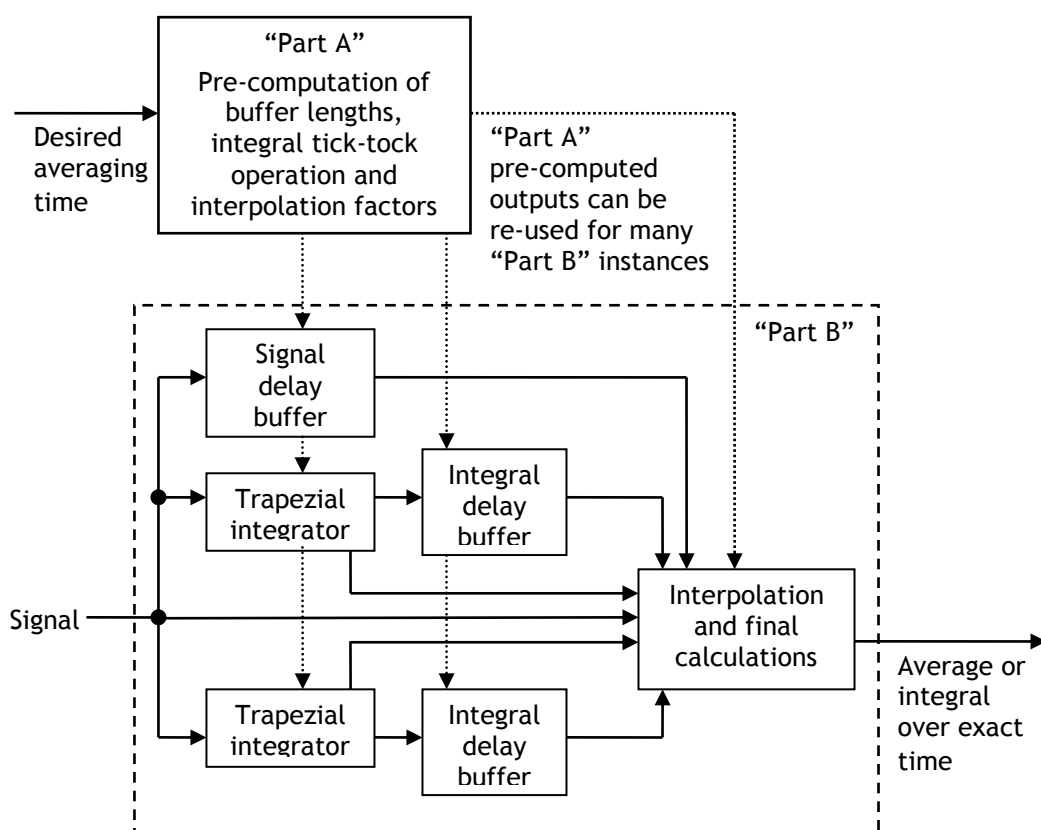 “Part A”
Pre-computation of
buffer lengths,
integral tick-tock
operation and
interpolation factors
Desired
averaging
time
“Part A”
pre-computed
outputs can be
re-used for many
“Part B” instances
“Part B”
Signal
delay
buffer
Trapezial
integrator
Integral
delay
buffer
Signal
Interpolation
and final
calculations
Average or
integral
over exact
time
Trapezial
integrator
Integral
delay
buffer